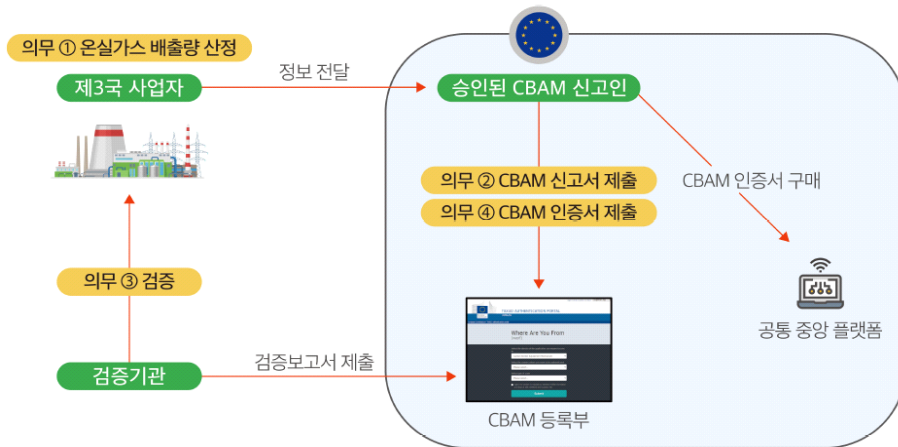 의무 ① 온실가스 배출량 산정
제3국 사업자
정보 전달
승인된 CBAM 신고인
의무 ② CBAM 신고서 제출
의무 ④ CBAM 인증서 제출
CBAM 인증서 구매
의무 ③ 검증
공통 중앙 플랫폼
Where Are You From
검증기관
검증보고서 제출
CBAM 등록부